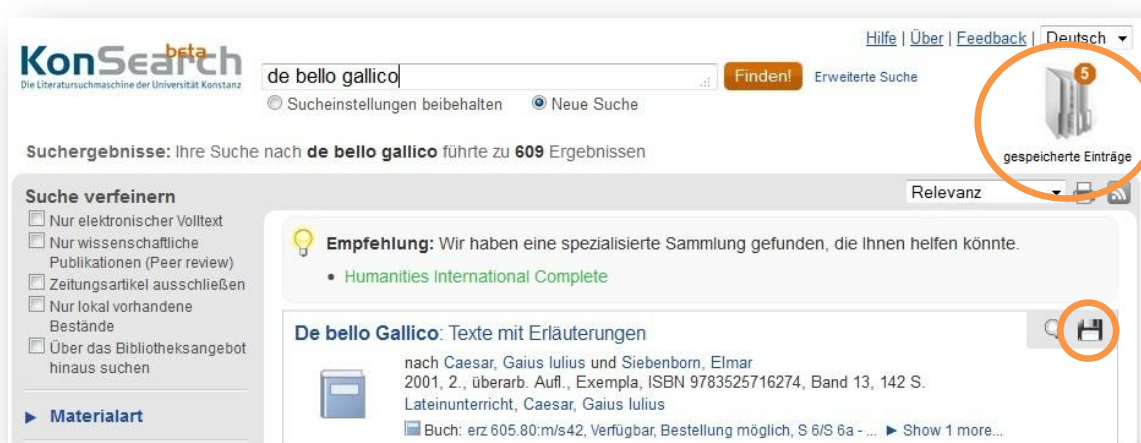 Hilfe | Über | Feedback | Deutsch
KonSearch beta
Die Literatursuchmaschine der Universität Konstanz
de bello gallico
Finden!
Erweiterte Suche
5
Sucheinstellungen beibehalten
Neue Suche
gespeicherte Einträge
Suchergebnisse: Ihre Suche nach de bello gallico führte zu 609 Ergebnissen
Relevanz
Suche verfeinern
Nur elektronischer Volltext
Nur wissenschaftliche
Publikationen (Peer review)
Zeitungsartikel ausschließen
Nur lokal vorhandene
Bestände
Über das Bibliotheksangebot
hinaus suchen
Materialart
Empfehlung: Wir haben eine spezialisierte Sammlung gefunden, die Ihnen helfen könnte.
• Humanities International Complete
De bello Gallico: Texte mit Erläuterungen
nach Caesar, Gaius Iulius und Siebenborn, Elmar
2001, 2., überarb. Aufl., Exempla, ISBN 9783525716274, Band 13, 142 S.
Lateinunterricht, Caesar, Gaius Iulius
Buch: erz 605.80:m/s42, Verfügbar, Bestellung möglich, S 6/S 6a - ... ► Show 1 more...